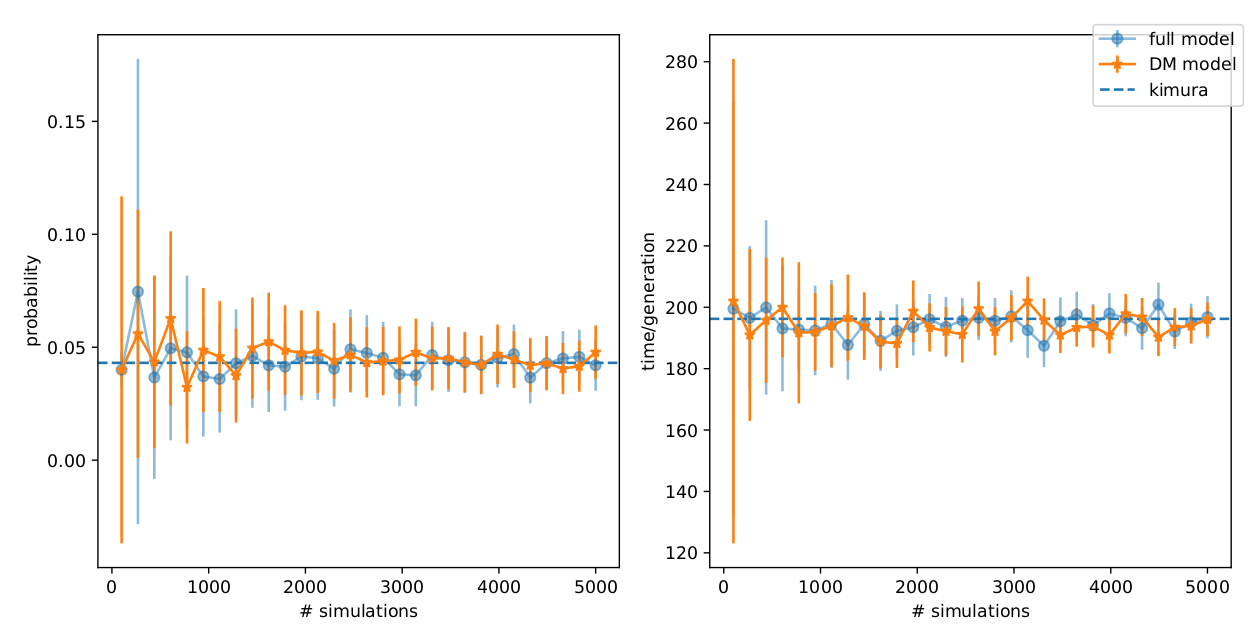 probability
0.15
0.10
0.05
0.00
0 1000 2000 3000 4000 5000
# simulations
time/generation
280
260
240
220
200
180
160
140
120
0 1000 2000 3000 4000 5000
# simulations
full model
DM model
kimura